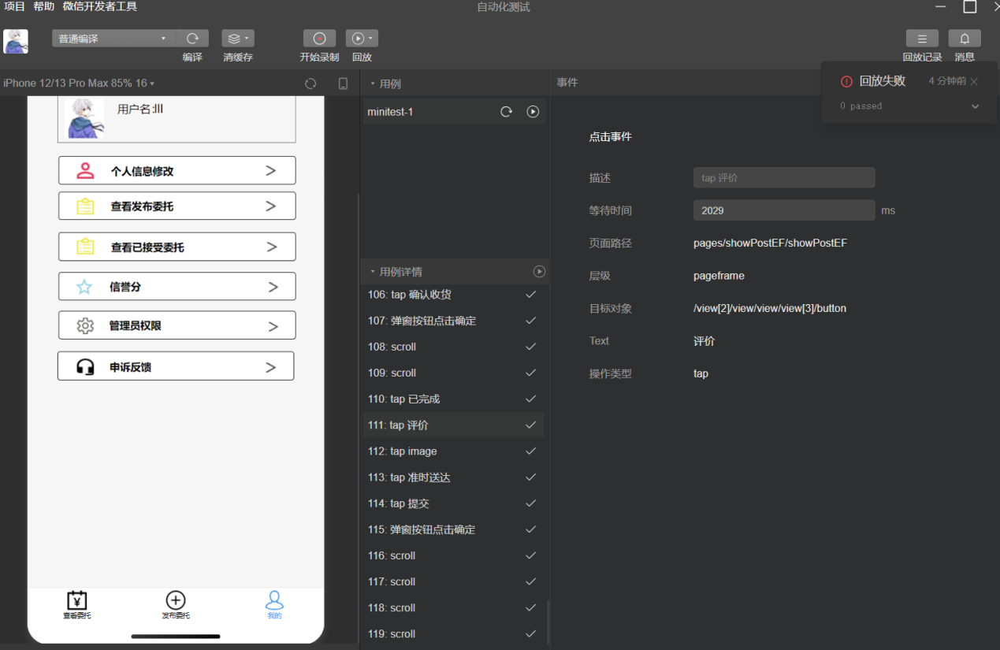 项目 帮助 微信开发者工具
自动化测试
普通编译
编译
清缓存
开始录制
回放
回放记录
消息
iPhone 12/13 Pro Max 85% 16
用户名:lll
个人信息修改
查看发布委托
查看已接受委托
信誉分
管理员权限
申诉反馈
查看委托
发布委托
我的
用例
minitest-1
用例详情
106: tap 确认收货
107: 弹窗按钮点击确定
108: scroll
109: scroll
110: tap 已完成
111: tap 评价
112: tap image
113: tap 准时送达
114: tap 提交
115: 弹窗按钮点击确定
116: scroll
117: scroll
118: scroll
119: scroll
事件
回放失败 4 分钟前
0 passed
点击事件
描述 tap 评价
等待时间 2029 ms
页面路径 pages/showPostEF/showPostEF
层级 pageframe
目标对象 /view[2]/view/view/view[3]/button
Text 评价
操作类型 tap